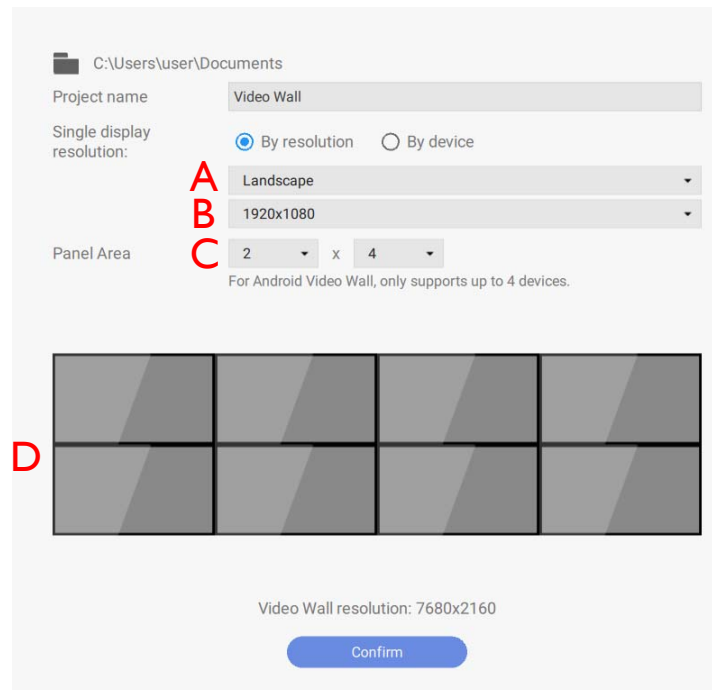 C:\Users\user\Documents
Project name Video Wall
Single display
resolution: By resolution By device
A Landscape
B 1920x1080
Panel Area C 2 x 4
For Android Video Wall, only supports up to 4 devices.
D
Video Wall resolution: 7680x2160
Confirm